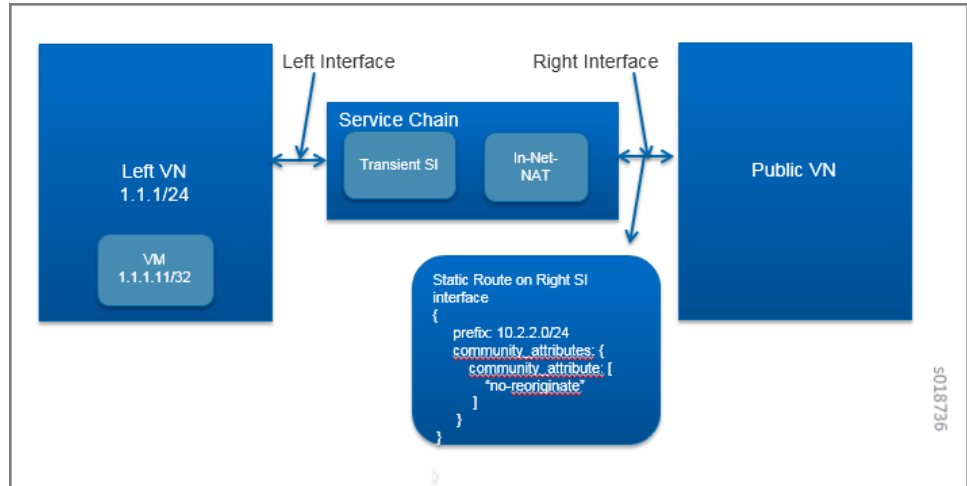 Left Interface
Right Interface
Service Chain
Transient SI
In-Net-
NAT
Left VN
1.1.1/24
VM
1.1.1.11/32
Public VN
Static Route on Right SI
interface
{
prefix: 10.2.2.0/24
community_attributes: {
community_attribute: [
“no-reoriginate”
]
}
}
}
s018736